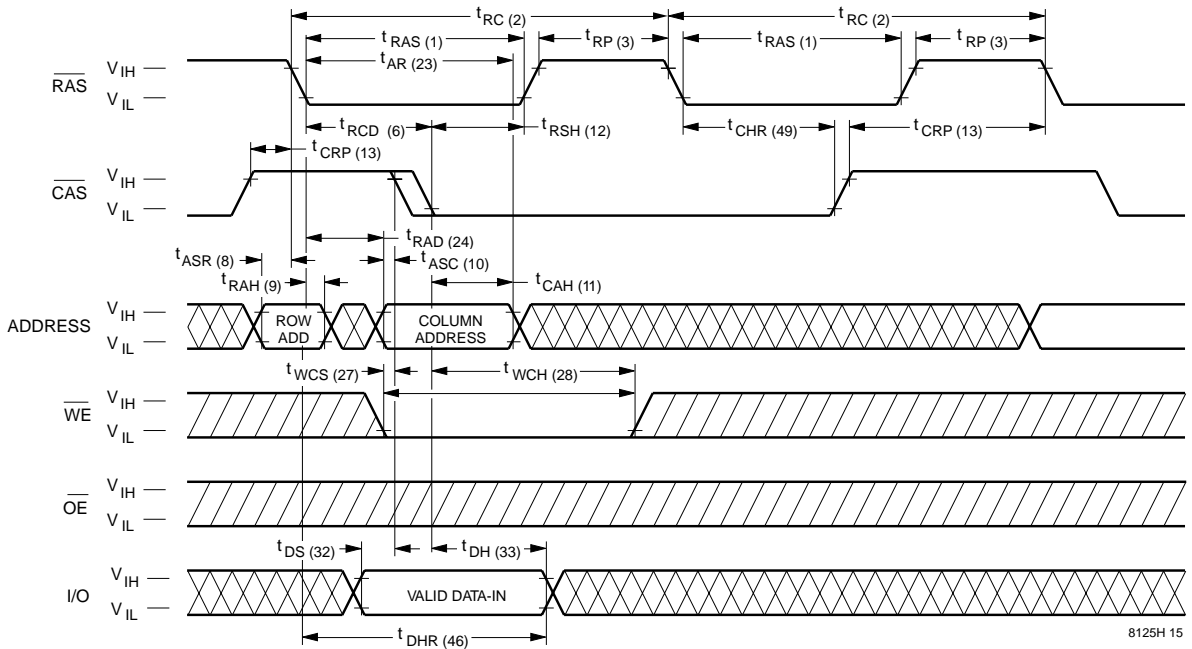 t RC (2) t RC (2)
t RAS (1) t RP (3) t RAS (1) t RP (3)
t AR (23)
RAS V IH
V IL
t RCD (6) t RSH (12) t CHR (49) t CRP (13)
t CRP (13)
CAS V IH
V IL
t RAD (24)
t ASR (8) t ASC (10)
t RAH (9) t CAH (11)
ADDRESS V IH
V IL
ROW
ADD
COLUMN
ADDRESS
t WCS (27) t WCH (28)
WE V IH
V IL
OE V IH
V IL
t DS (32) t DH (33)
I/O V IH
V IL
VALID DATA-IN
t DHR (46)
8125H 15